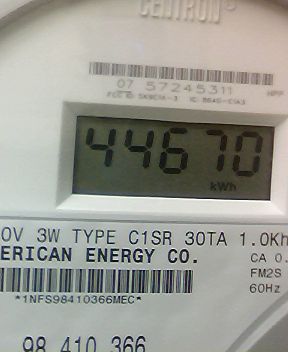 CENTRON®
07 57245311
44670
kWh
0V 3W TYPE C1SR 30TA 1.0Kh
ERICAN ENERGY CO.
CA 0.
FM2S
60Hz
*1NFS98410366MEC*
98 410 366